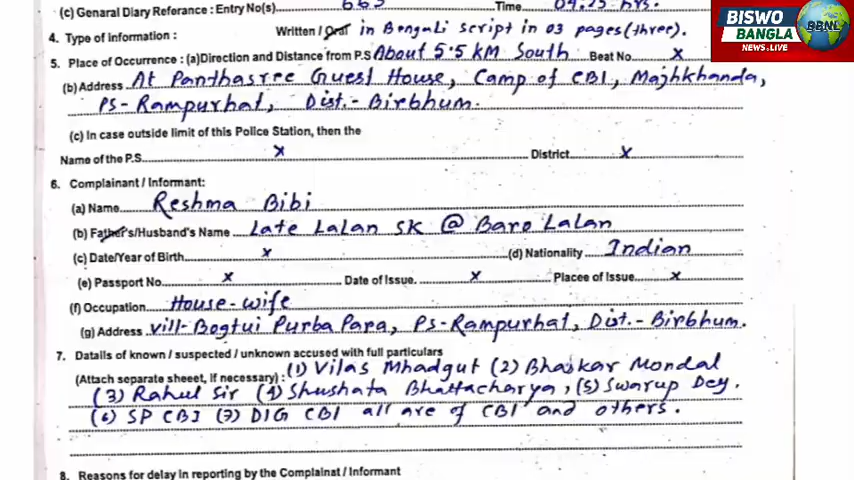 (c) Genaral Diary Referance : Entry No(s) 663 Time 04.25 hrs.
4. Type of information : Written / Oral in Bengali script in 03 pages (three).
5. Place of Occurrence : (a)Direction and Distance from P.S About 5.5 KM South Beat No. X
(b) Address At Panthasree Guest House, Camp of CBI, Majhkhanda,
PS- Rampurhat, Dist.- Birbhum.
(c) In case outside limit of this Police Station, then the
Name of the P.S. X District X
6. Complainant / Informant:
(a) Name Reshma Bibi
(b) Father's/Husband's Name Late Lalan SK @ Baro Lalan
(c) Date/Year of Birth X (d) Nationality Indian
(e) Passport No. X Date of Issue. X Placee of Issue. X
(f) Occupation House-wife
(g) Address Vill- Bogtui Purba Para, PS- Rampurhat, Dist.- Birbhum.
7. Datails of known / suspected / unknown accused with full particulars
(Attach separate sheeet, if necessary) : (1) Vilas Mhadgut (2) Bhaskar Mondal
(3) Rahul Sir (4) Shushata Bhattacharya, (5) Swarup Dey.
(6) SP CBI (7) DIG CBI all are of CBI and others.
8. Reasons for delay in reporting by the Complainat / Informant
BISWO
BANGLA
NEWS.LIVE
BBNL